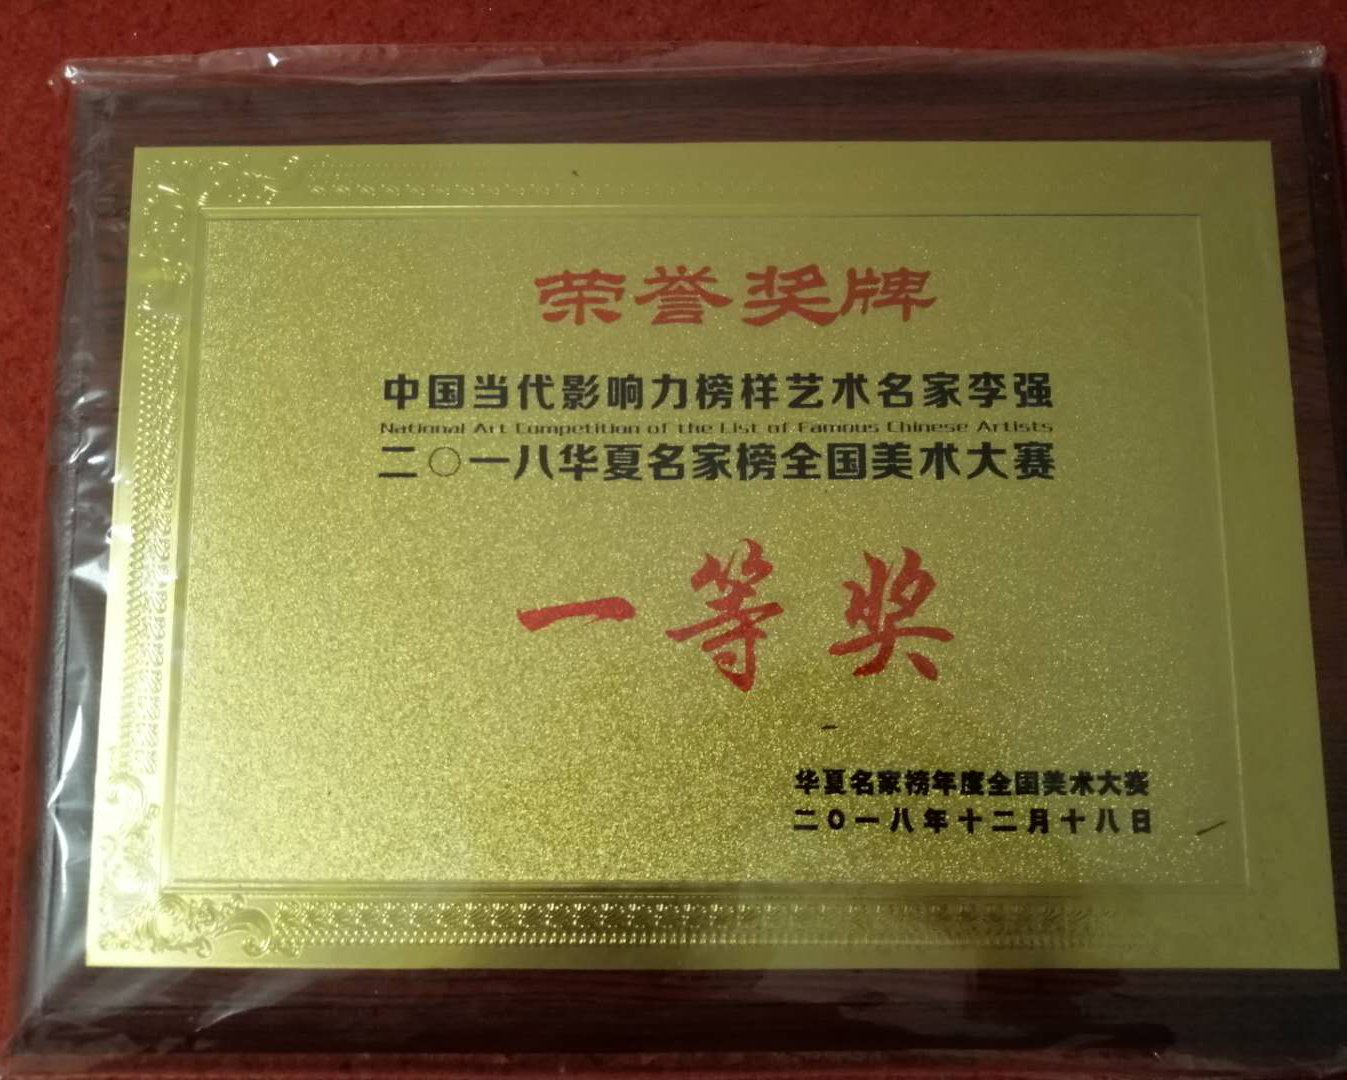 荣誉奖牌
中国当代影响力榜样艺术名家李强
National Art Competition of the List of Famous Chinese Artists
二〇一八华夏名家榜全国美术大赛
一等奖
华夏名家榜年度全国美术大赛
二0一八年十二月十八日